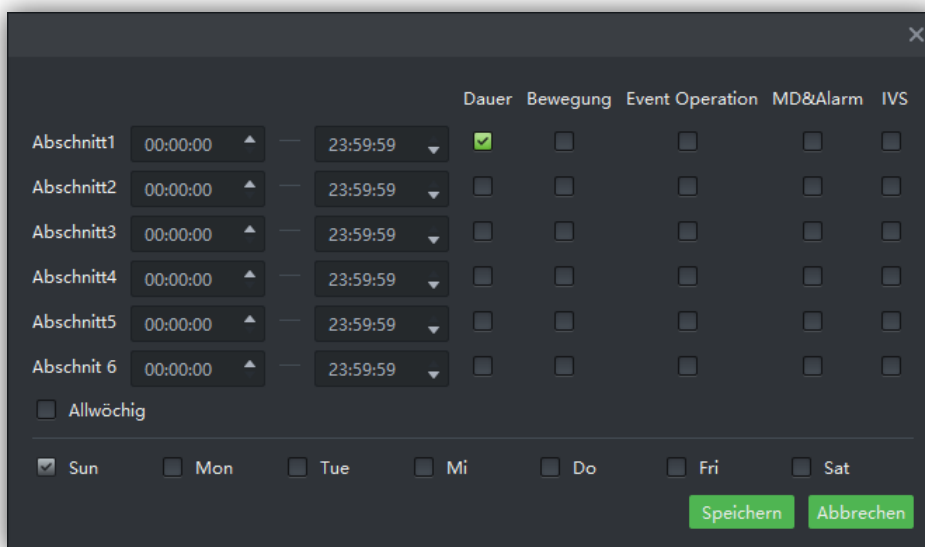 Dauer Bewegung Event Operation MD&Alarm IVS
Abschnitt1 00:00:00 — 23:59:59
Abschnitt2 00:00:00 — 23:59:59
Abschnitt3 00:00:00 — 23:59:59
Abschnitt4 00:00:00 — 23:59:59
Abschnitt5 00:00:00 — 23:59:59
Abschnit 6 00:00:00 — 23:59:59
Allwöchig
Sun Mon Tue Mi Do Fri Sat
Speichern Abbrechen